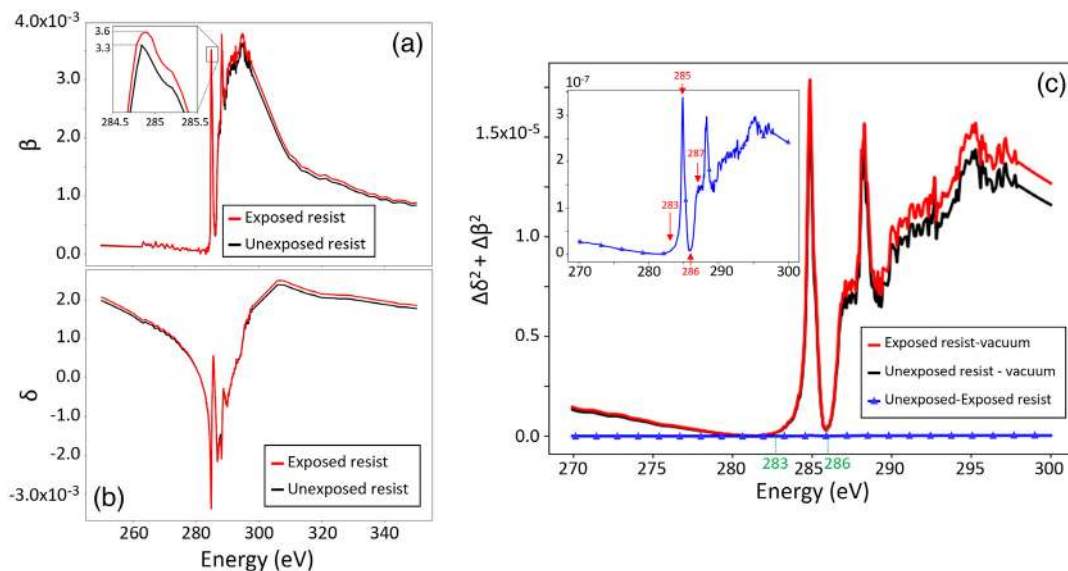 4.0x10⁻³
3.0
2.0
1.0
0.0
β
3.6
3.3
284.5
285
285.5
(a)
Exposed resist
Unexposed resist
2.0
1.0
0.0
-1.0
-2.0
-3.0x10⁻³
δ
(b)
Exposed resist
Unexposed resist
260
280
300
320
340
Energy (eV)
(c)
Δδ² + Δβ²
1.5x10⁻⁵
1.0
0.5
0.0
10⁻⁷
3
2
1
0
285
287
283
286
270
280
290
300
Exposed resist-vacuum
Unexposed resist - vacuum
Unexposed-Exposed resist
270
275
280
283
285
286
290
295
300
Energy (eV)